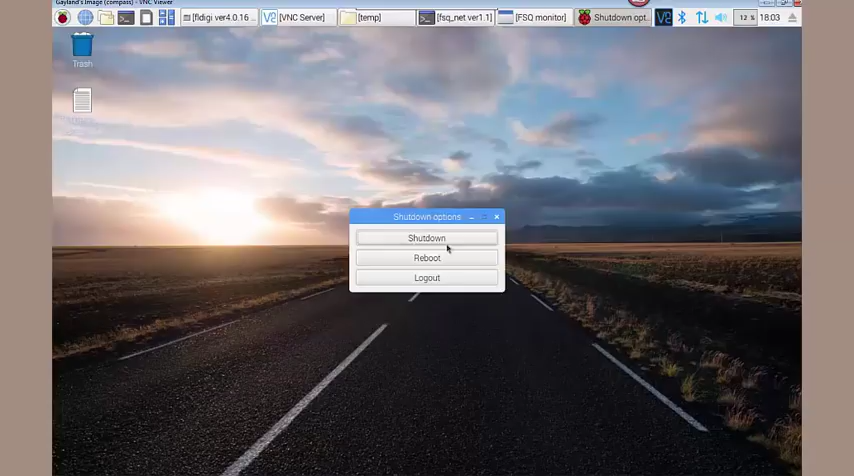 Gayland's Image (compass) - VNC Viewer
[fldigi ver4.0.16 ...
[VNC Server]
[temp]
[fsq_net ver1.1]
[FSQ monitor]
Shutdown opt...
12 %
18:03
Trash
Shutdown options
Shutdown
Reboot
Logout